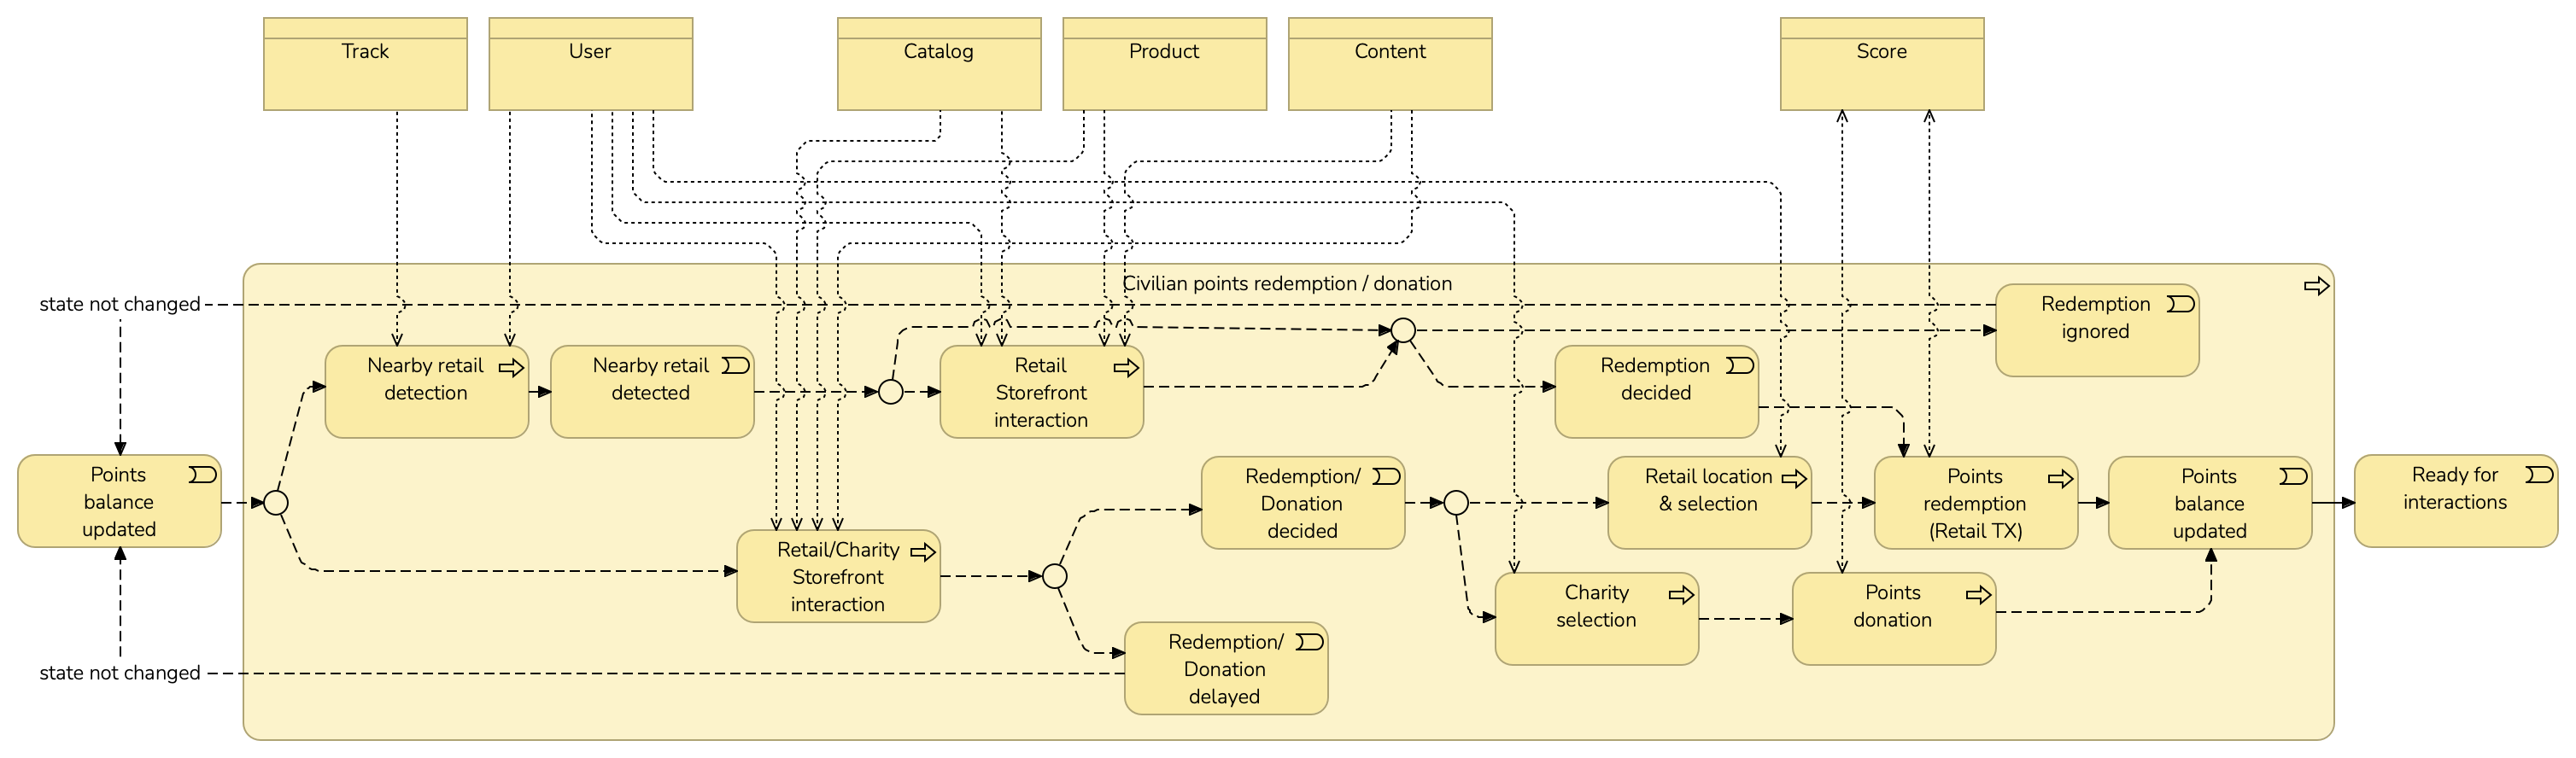 Track
User
Catalog
Product
Content
Score
Civilian points redemption / donation
state not changed
Redemption
ignored
Nearby retail
detection
Nearby retail
detected
Retail
Storefront
interaction
Redemption
decided
Points
balance
updated
Redemption/
Donation
decided
Retail location
& selection
Points
redemption
(Retail TX)
Points
balance
updated
Ready for
interactions
Retail/Charity
Storefront
interaction
Charity
selection
Points
donation
Redemption/
Donation
delayed
state not changed